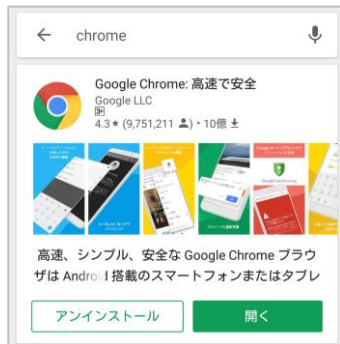 chrome
Google Chrome: 高速で安全
Google LLC
3+
4.3★ (9,751,211 ) • 10億
高速、シンプル、安全な Google Chrome ブラウ
ザは Android 搭載のスマートフォンまたはタブレ
アンインストール
開く